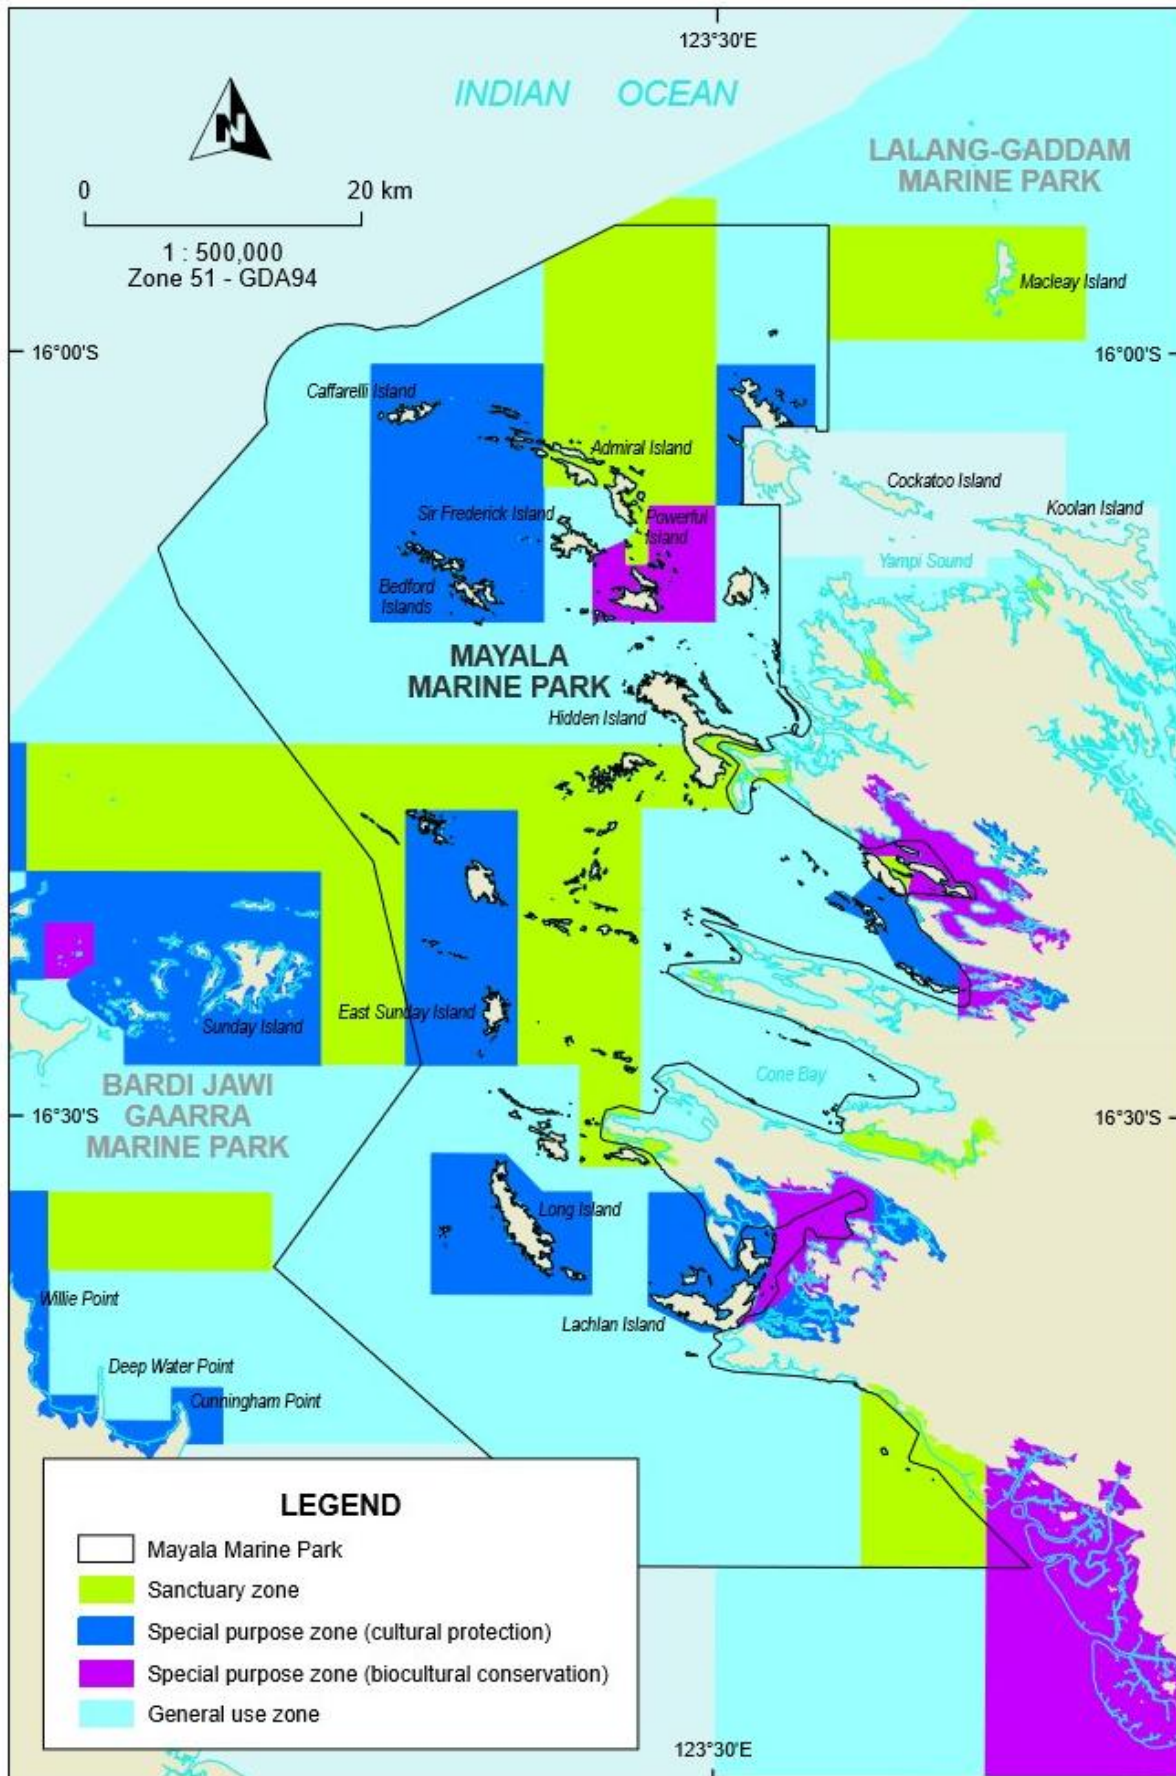 123°30'E
INDIAN OCEAN
LALANG-GADDAM
MARINE PARK
N
0 20 km
1 : 500,000
Zone 51 - GDA94
Macleay Island
16°00'S
16°00'S
Caffarelli Island
Admiral Island
Cockatoo Island
Koolan Island
Sir Frederick Island
Powerful
Island
Yampi Sound
Bedford
Islands
MAYALA
MARINE PARK
Hidden Island
East Sunday Island
Sunday Island
Cone Bay
BARDI JAWI
GAARRA
MARINE PARK
16°30'S
16°30'S
Long Island
Willie Point
Lachlan Island
Deep Water Point
Cunningham Point
LEGEND
Mayala Marine Park
Sanctuary zone
Special purpose zone (cultural protection)
Special purpose zone (biocultural conservation)
General use zone
123°30'E